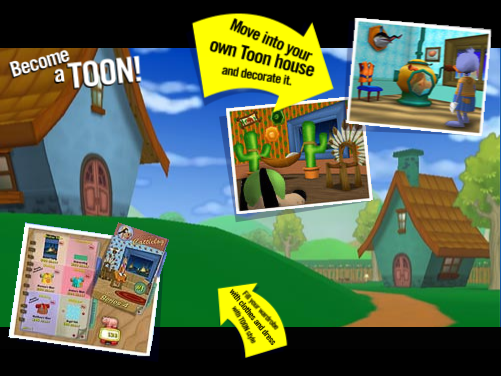 Become
a TOON!
Move into your
own Toon house
and decorate it.
Fill your wardrobe
with clothes and dress
with TOON style